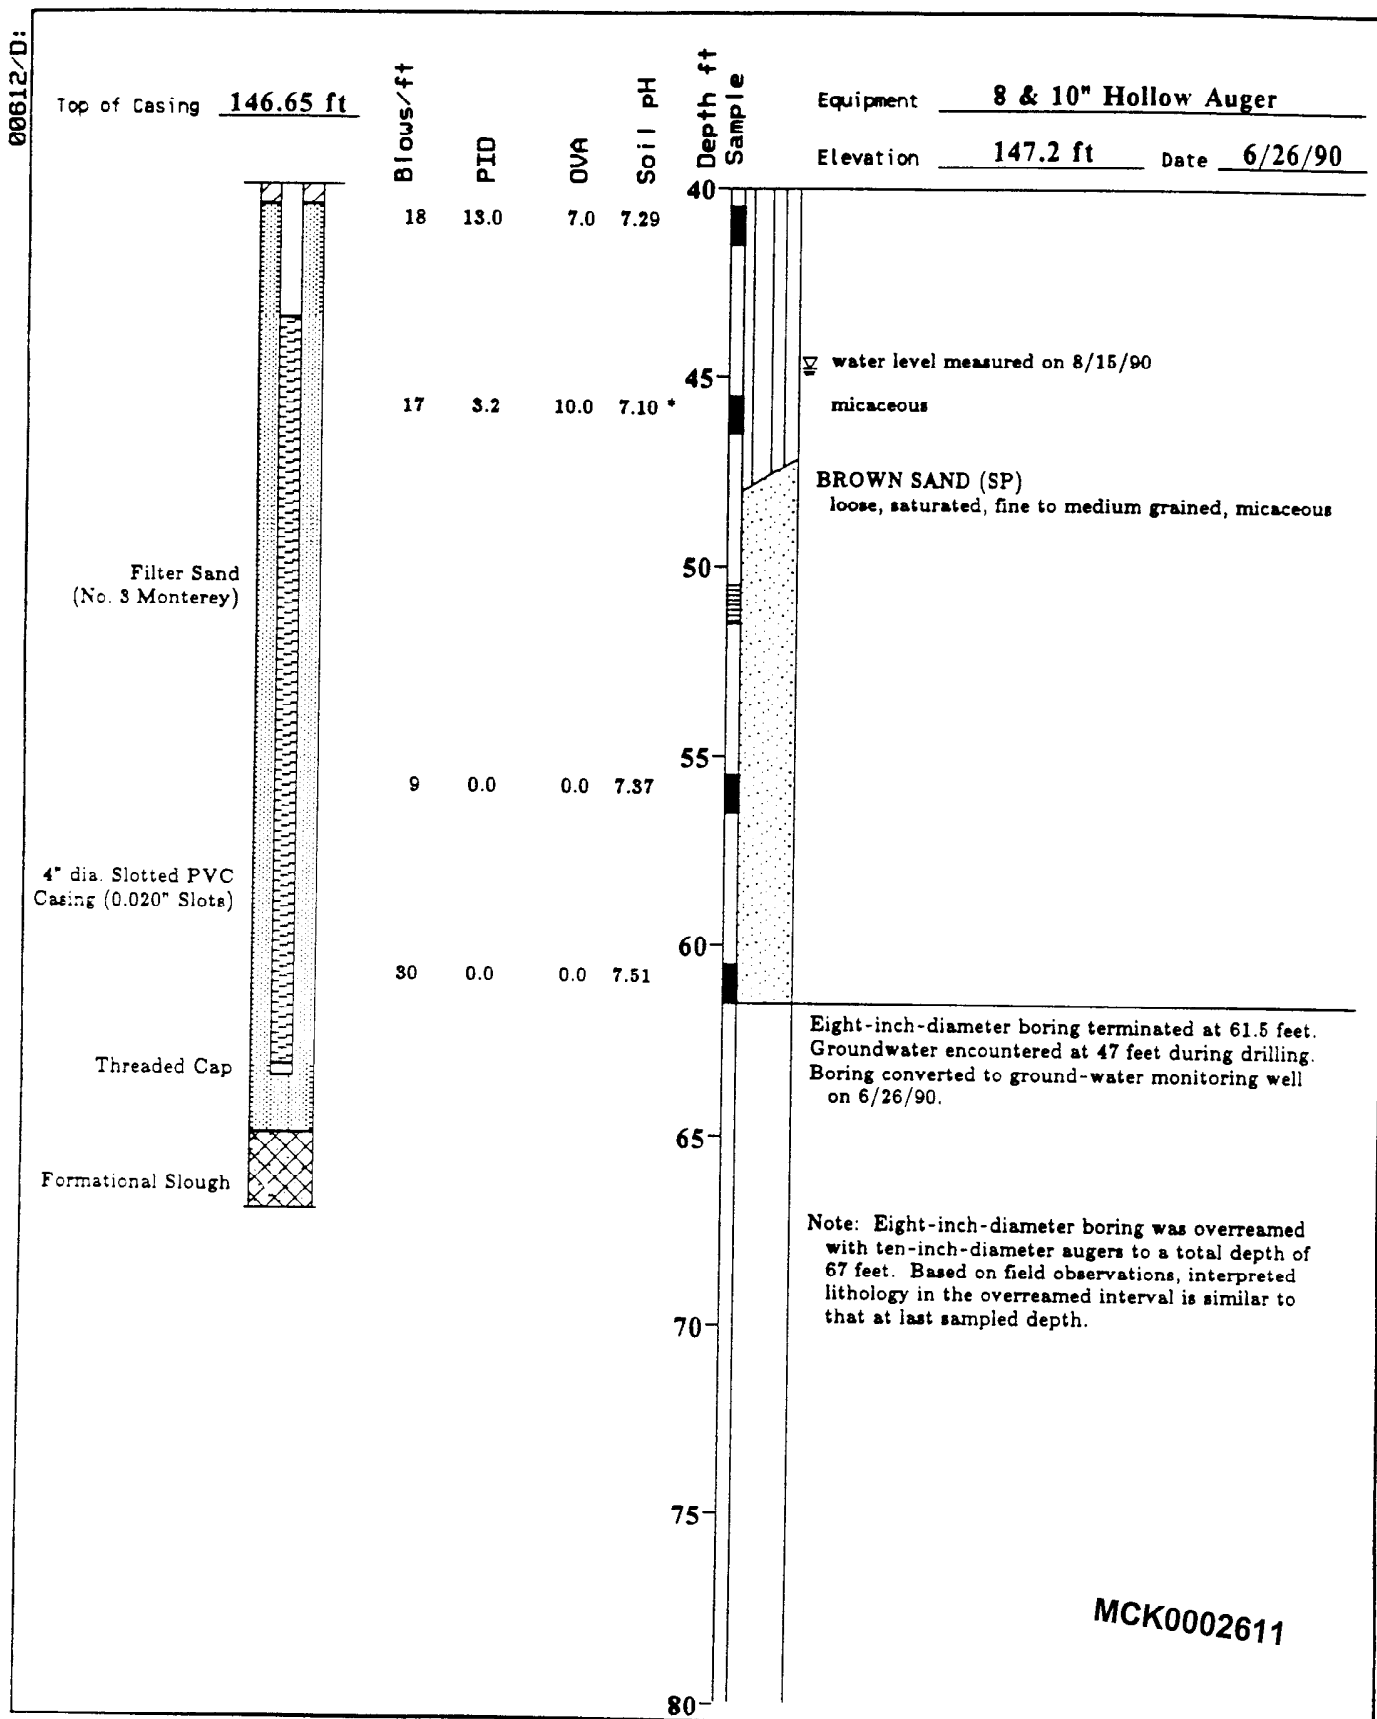 00612/D:
Top of Casing 146.65 ft
Blows/ft
PID
OVA
Soil pH
Depth ft
Sample
Equipment 8 & 10" Hollow Auger
Elevation 147.2 ft Date 6/26/90
40
18 13.0 7.0 7.29
water level measured on 8/15/90
45
17 3.2 10.0 7.10 *
micaceous
BROWN SAND (SP)
loose, saturated, fine to medium grained, micaceous
50
Filter Sand
(No. 3 Monterey)
55
9 0.0 0.0 7.37
4" dia. Slotted PVC
Casing (0.020" Slots)
60
30 0.0 0.0 7.51
Eight-inch-diameter boring terminated at 61.5 feet.
Groundwater encountered at 47 feet during drilling.
Boring converted to ground-water monitoring well
on 6/26/90.
Threaded Cap
65
Formational Slough
Note: Eight-inch-diameter boring was overreamed
with ten-inch-diameter augers to a total depth of
67 feet. Based on field observations, interpreted
lithology in the overreamed interval is similar to
that at last sampled depth.
70
75
MCK0002611
80